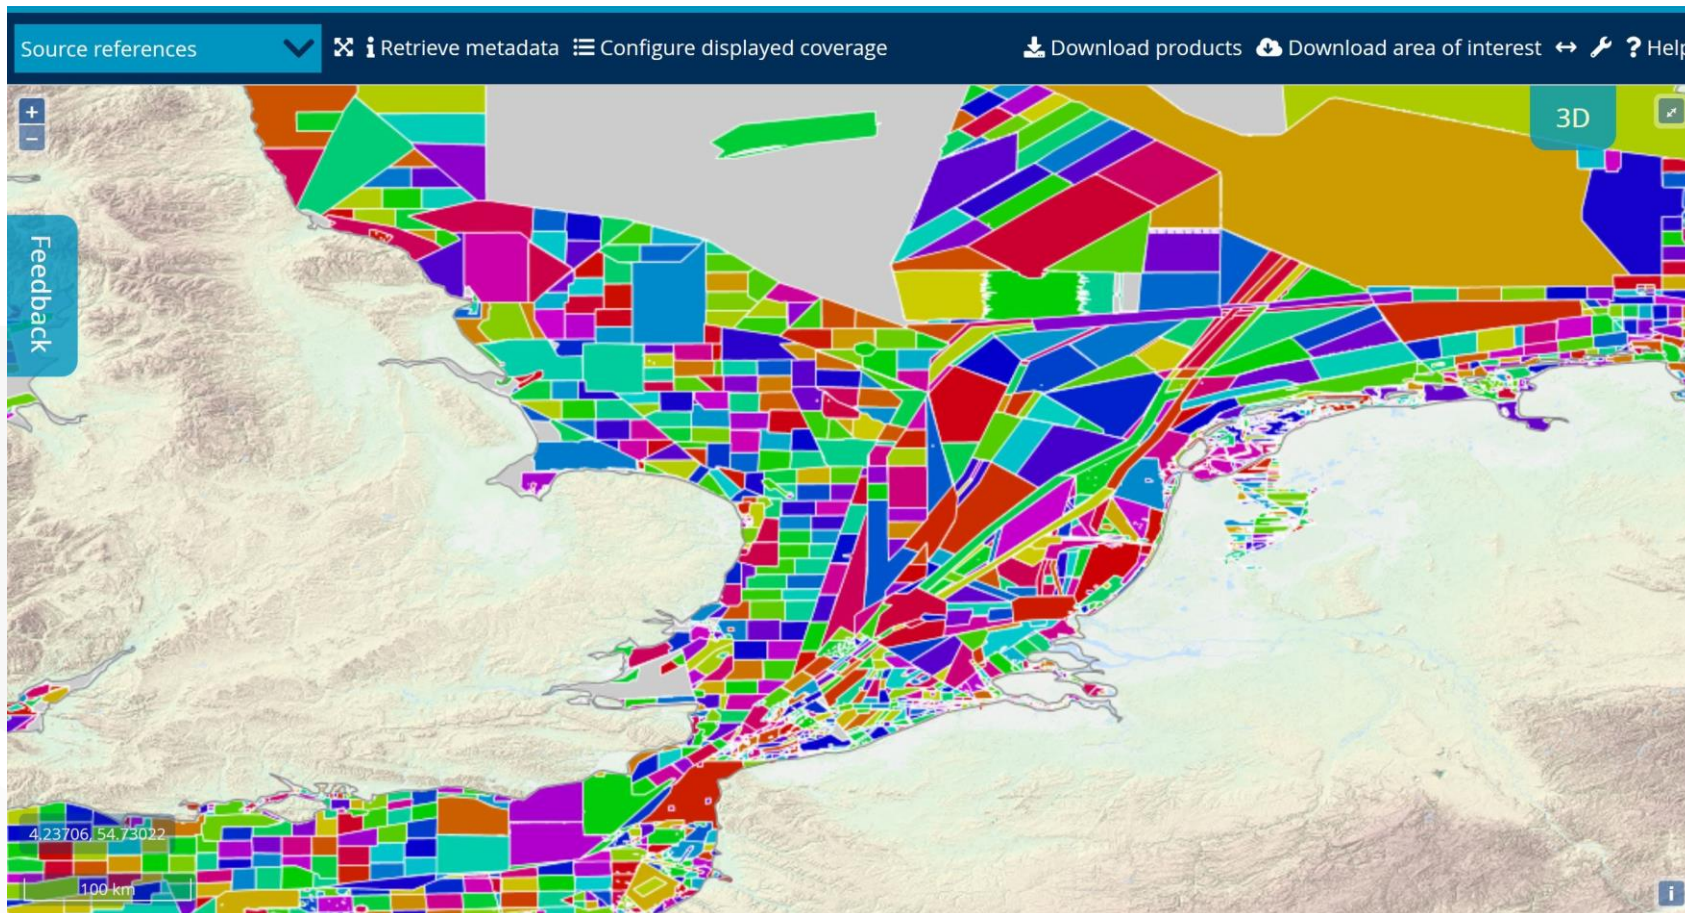 Source references
Retrieve metadata
Configure displayed coverage
Download products
Download area of interest
Help
+
−
3D
Feedback
4.23706, 54.73022
100 km
i